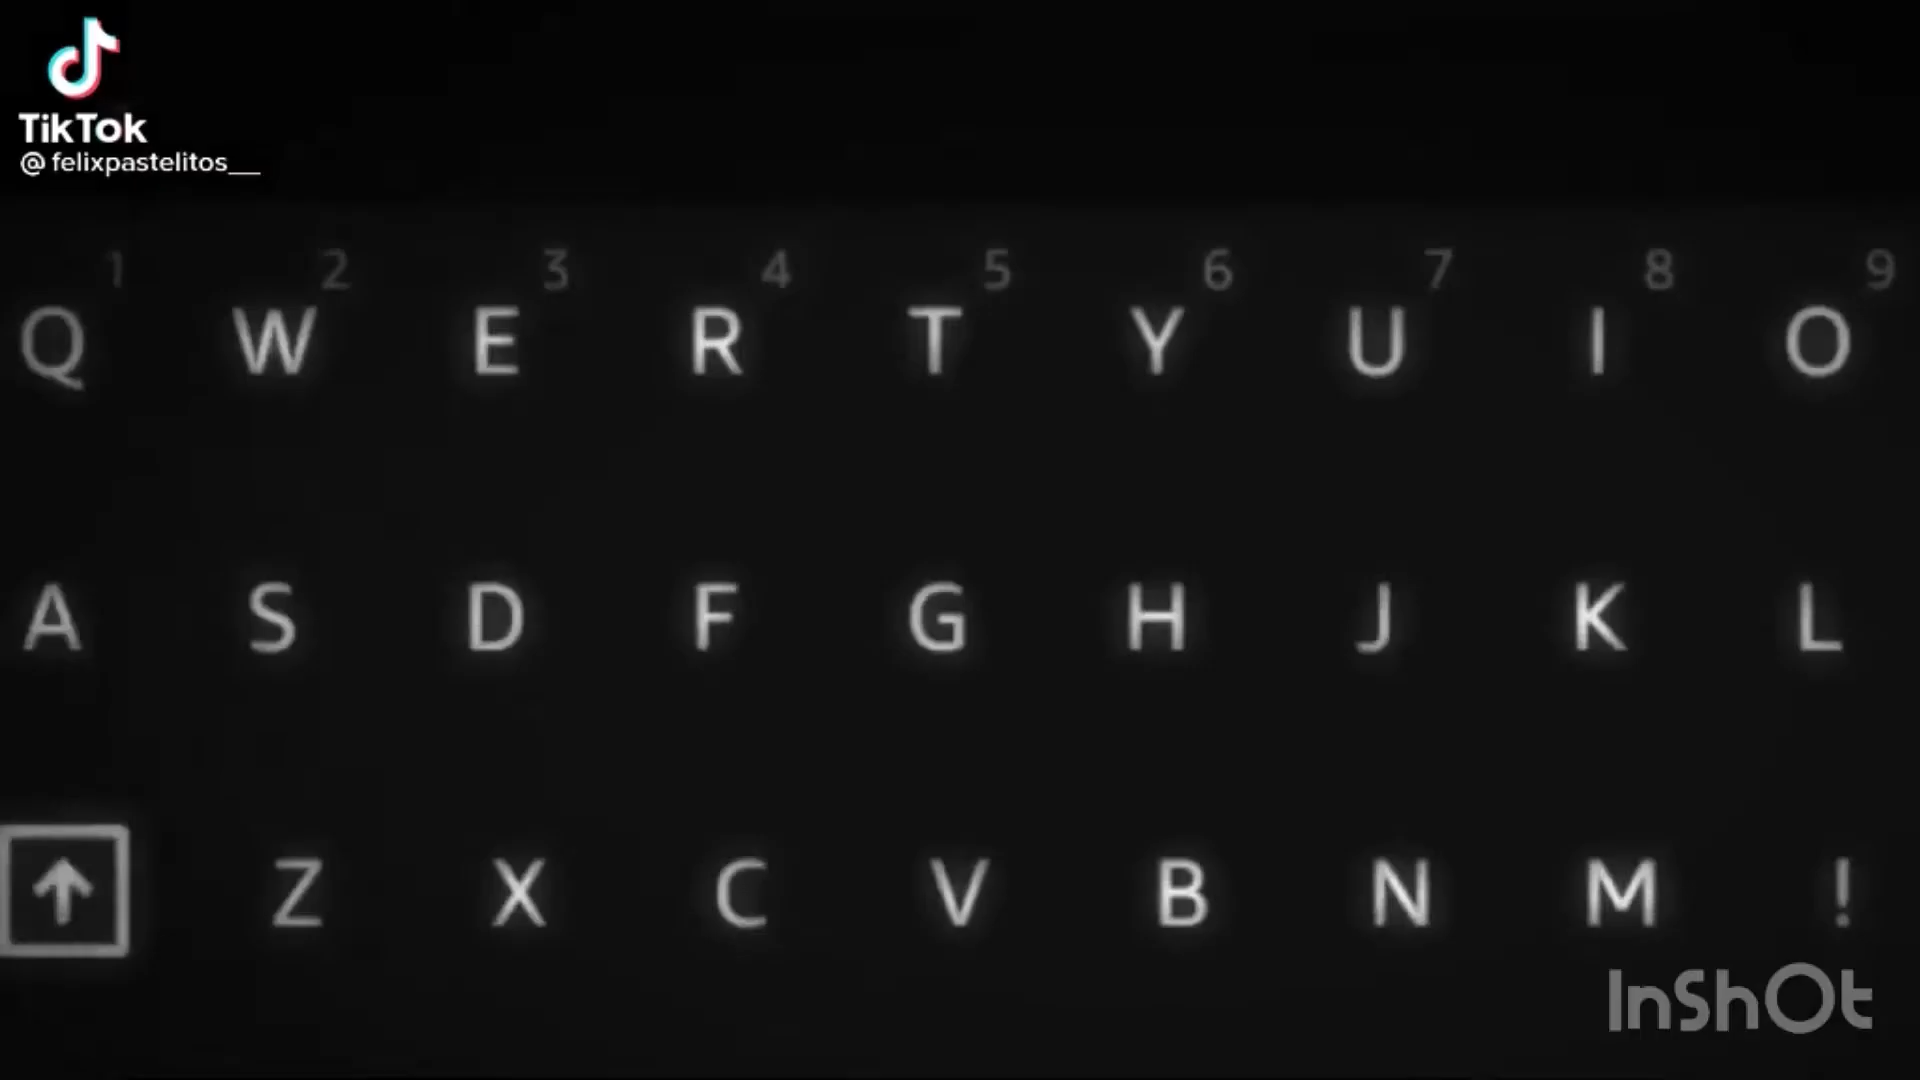 TikTok
@felixpastelitos__
1 2 3 4 5 6 7 8 9
Q W E R T Y U I O
A S D F G H J K L
Z X C V B N M !
InShOt